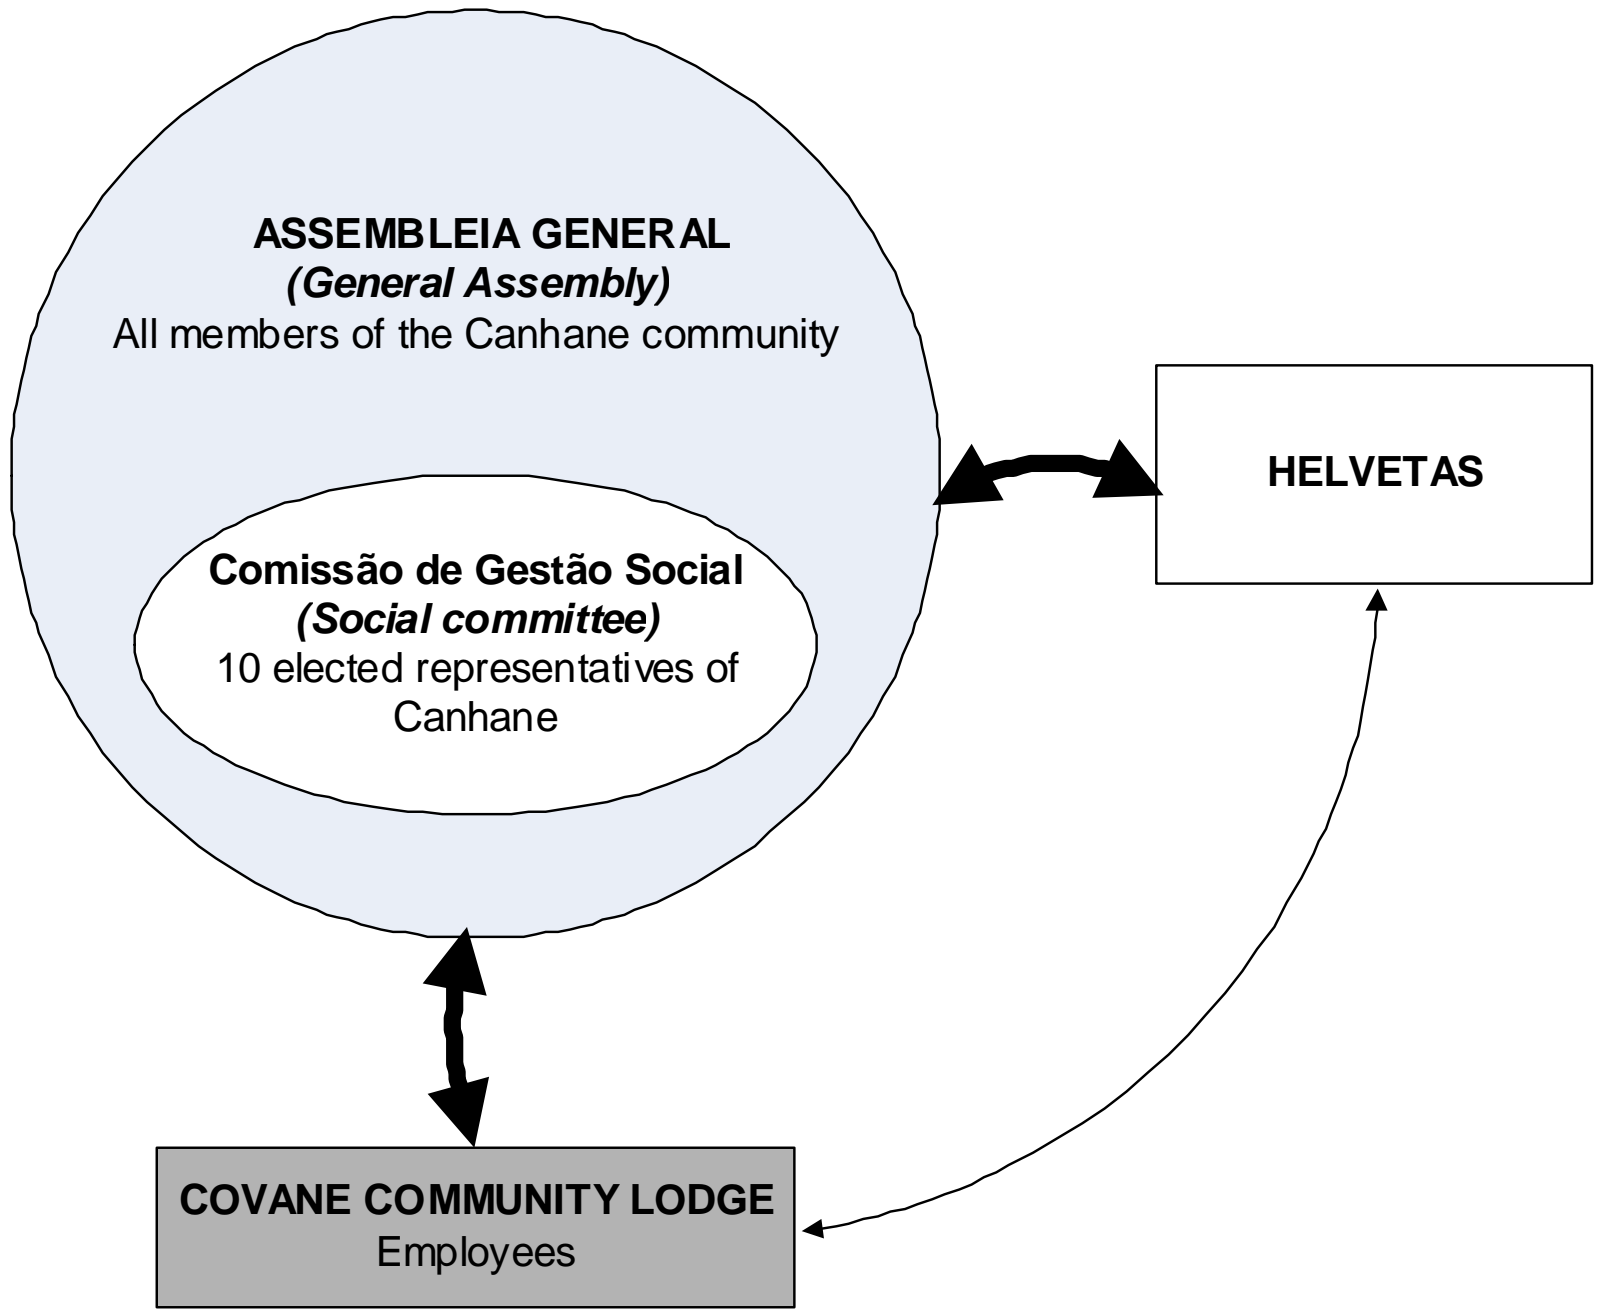 ASSEMBLEIA GENERAL
(General Assembly)
All members of the Canhane community
HELVETAS
Comissão de Gestão Social
(Social committee)
10 elected representatives of
Canhane
COVANE COMMUNITY LODGE
Employees